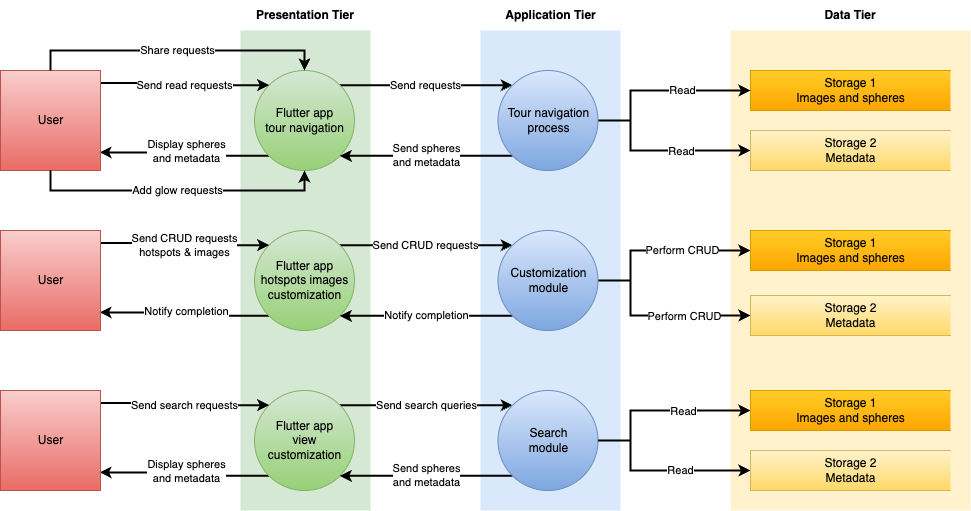 Presentation Tier
Application Tier
Data Tier
Share requests
User
Send read requests
Flutter app
tour navigation
Send requests
Tour navigation
process
Read
Storage 1
Images and spheres
Display spheres
and metadata
Send spheres
and metadata
Read
Storage 2
Metadata
Add glow requests
User
Send CRUD requests
hotspots & images
Flutter app
hotspots images
customization
Send CRUD requests
Customization
module
Perform CRUD
Storage 1
Images and spheres
Notify completion
Notify completion
Perform CRUD
Storage 2
Metadata
User
Send search requests
Flutter app
view
customization
Send search queries
Search
module
Read
Storage 1
Images and spheres
Display spheres
and metadata
Send spheres
and metadata
Read
Storage 2
Metadata